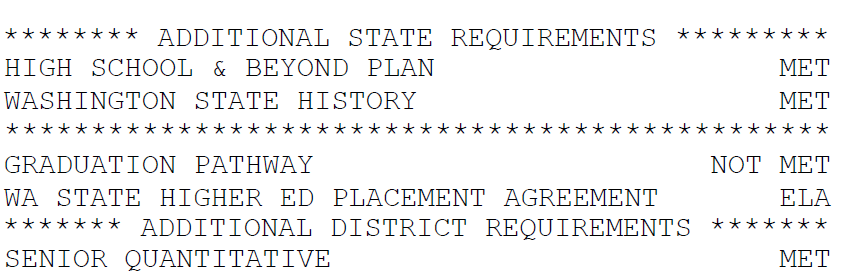 ******** ADDITIONAL STATE REQUIREMENTS *********
HIGH SCHOOL & BEYOND PLAN MET
WASHINGTON STATE HISTORY MET
************************************************
GRADUATION PATHWAY NOT MET
WA STATE HIGHER ED PLACEMENT AGREEMENT ELA
******* ADDITIONAL DISTRICT REQUIREMENTS *******
SENIOR QUANTITATIVE MET